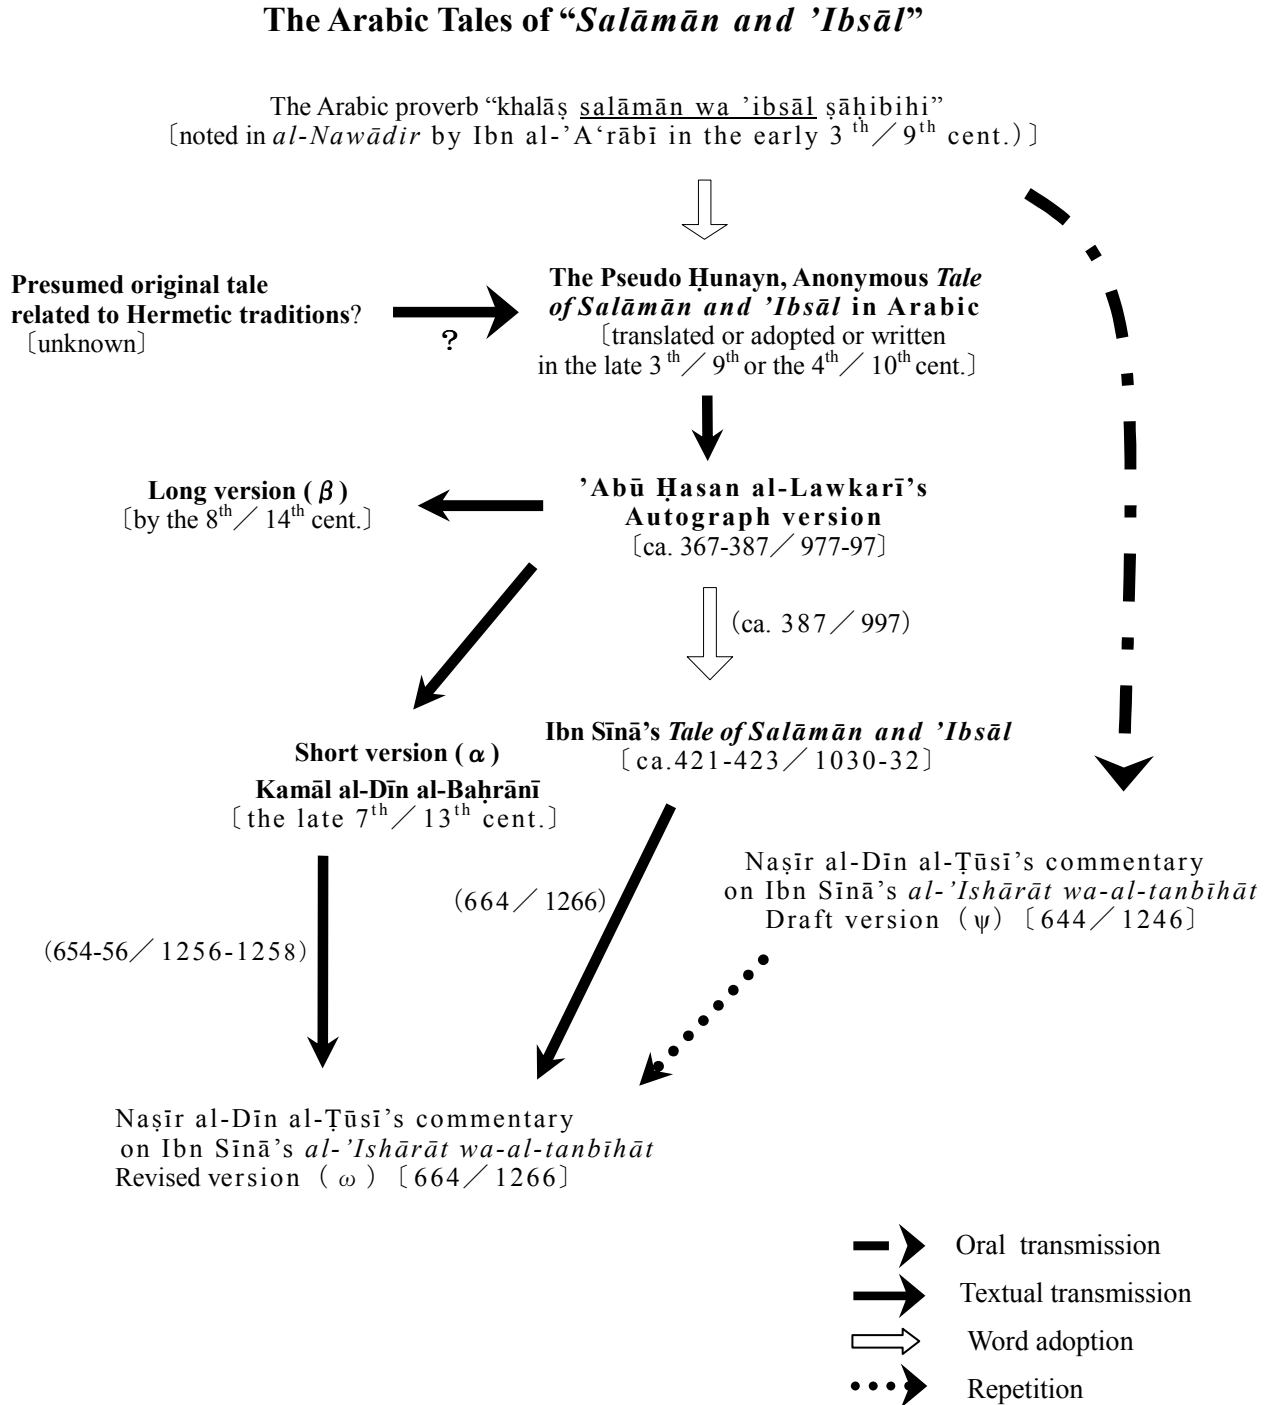 The Arabic Tales of “Salāmān and ’Ibsāl”
The Arabic proverb “khalāṣ salāmān wa ’ibsāl ṣāḥibihi”
〔noted in al-Nawādir by Ibn al-’A‘rābī in the early 3 th／9th cent.)〕
Presumed original tale
related to Hermetic traditions?
〔unknown〕
?
The Pseudo Ḥunayn, Anonymous Tale
of Salāmān and ’Ibsāl in Arabic
〔translated or adopted or written
in the late 3 th／9th or the 4th／10th cent.〕
Long version (β)
〔by the 8th／14th cent.〕
’Abū Ḥasan al-Lawkarī’s
Autograph version
〔ca. 367-387／977-97〕
(ca. 387／997)
Ibn Sīnā’s Tale of Salāmān and ’Ibsāl
〔ca.421-423／1030-32〕
Short version (α)
Kamāl al-Dīn al-Baḥrānī
〔the late 7th／13th cent.〕
Naṣīr al-Dīn al-Ṭūsī’s commentary
on Ibn Sīnā’s al-’Ishārāt wa-al-tanbīhāt
Draft version (ψ)〔644／1246〕
(664／1266)
(654-56／1256-1258)
Naṣīr al-Dīn al-Ṭūsī’s commentary
on Ibn Sīnā’s al-’Ishārāt wa-al-tanbīhāt
Revised version (ω)〔664／1266〕
Oral transmission
Textual transmission
Word adoption
Repetition